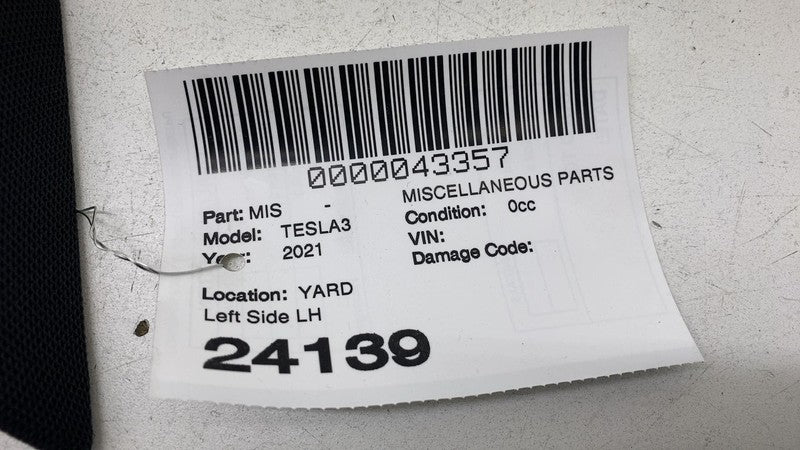 0000043357
Part: MIS - MISCELLANEOUS PARTS
Model: TESLA3 Condition: 0cc
2021 VIN:
Damage Code:
Location: YARD
Left Side LH
24139